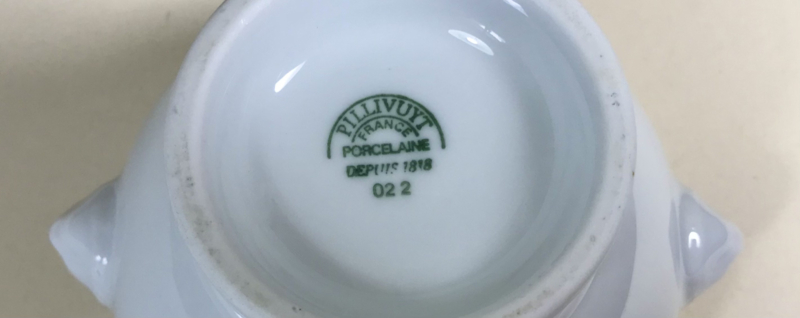 PILLIVUYT
FRANCE
PORCELAINE
DEPUIS 1818
02 2